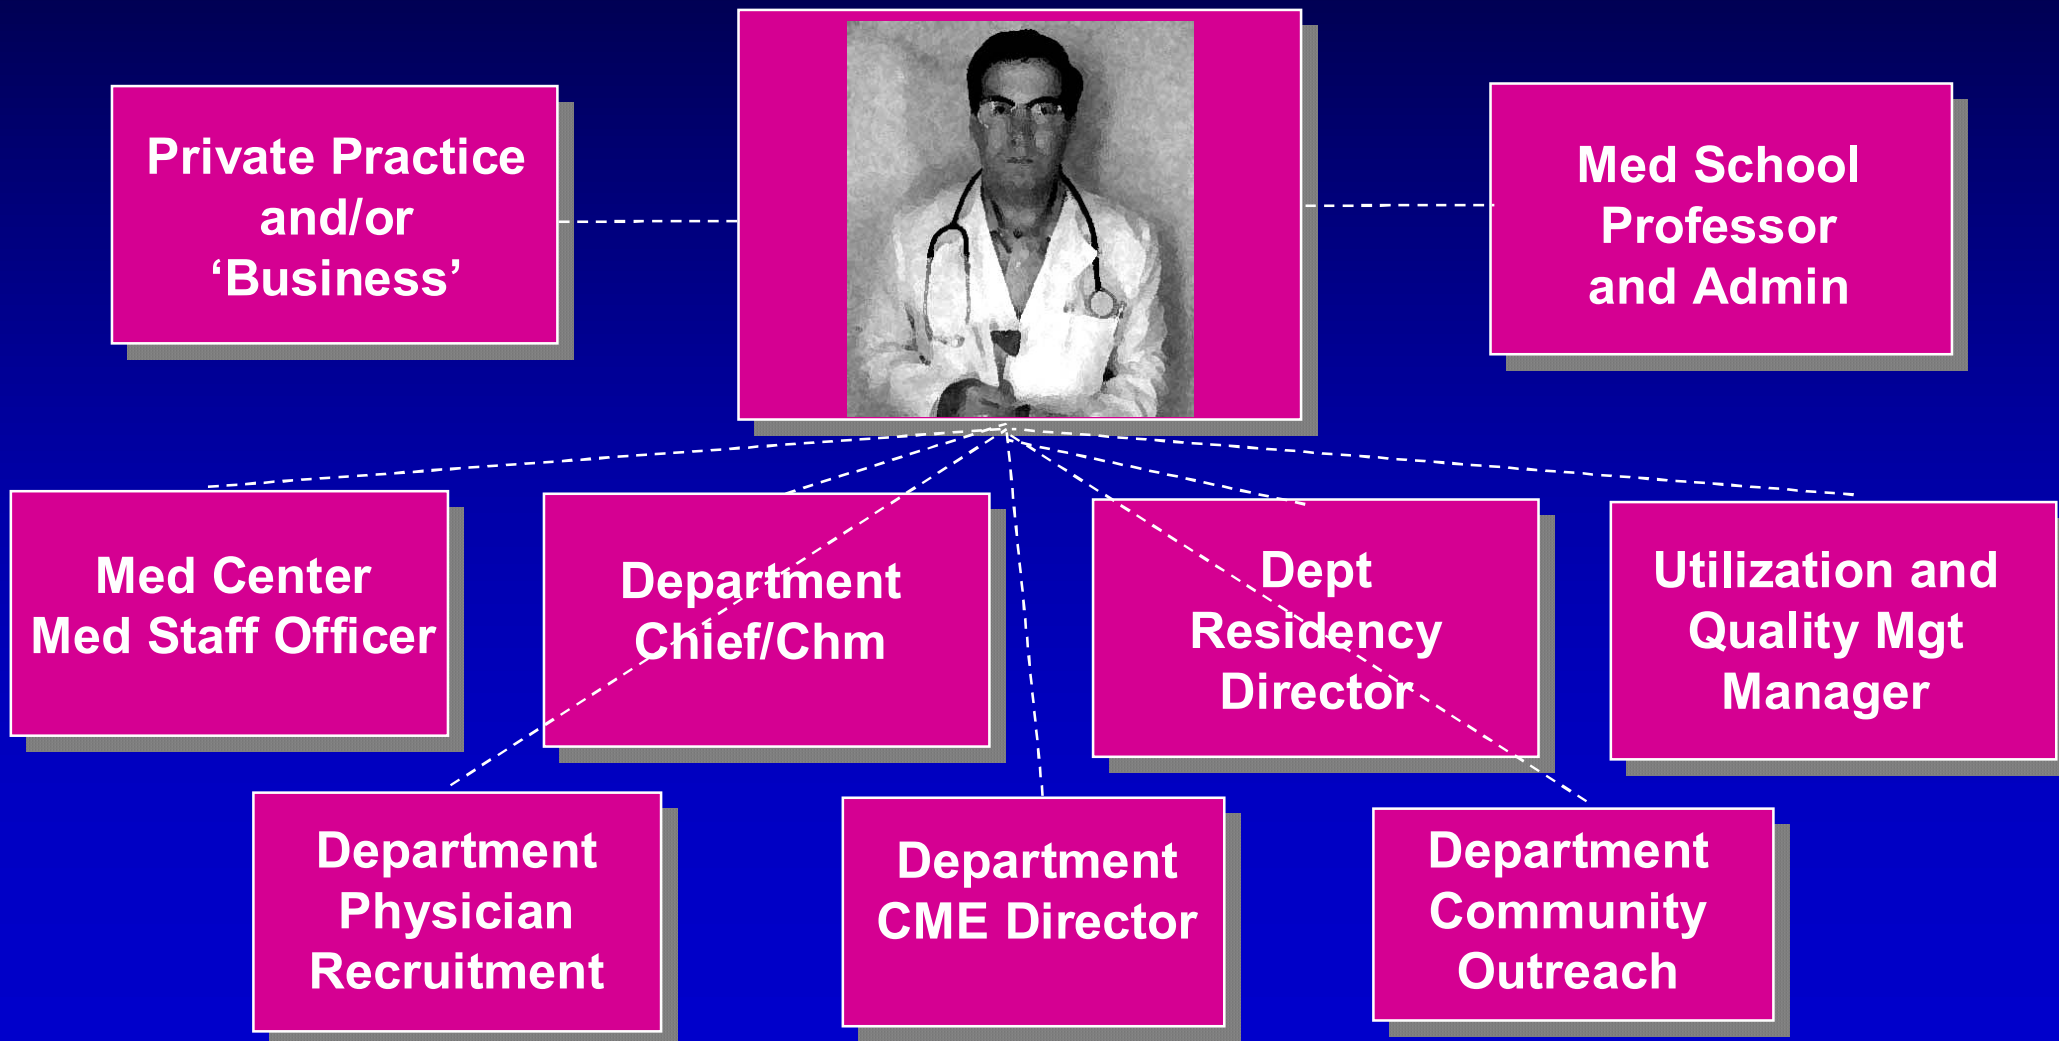 Private Practice
and/or
‘Business’
Med School
Professor
and Admin
Med Center
Med Staff Officer
Department
Chief/Chm
Dept
Residency
Director
Utilization and
Quality Mgt
Manager
Department
Physician
Recruitment
Department
CME Director
Department
Community
Outreach